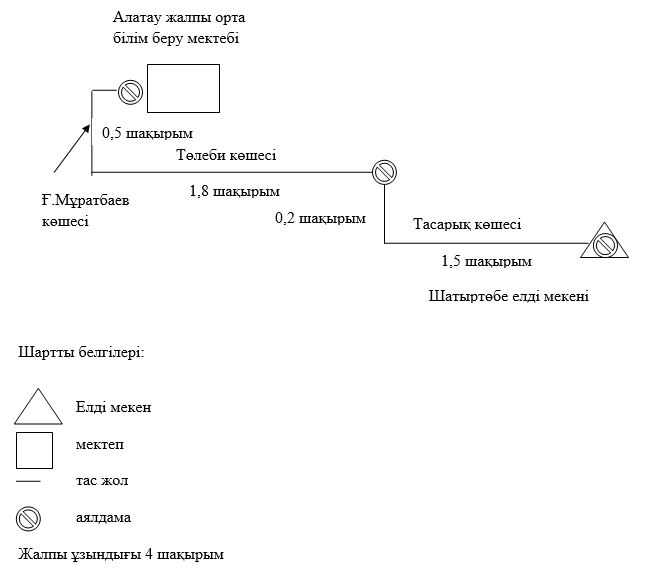 Алатау жалпы орта
білім беру мектебі
0,5 шақырым
Төлеби көшесі
1,8 шақырым
Ғ.Мұратбаев
көшесі
0,2 шақырым
Тасарық көшесі
1,5 шақырым
Шатыртөбе елді мекені
Шартты белгілері:
Елді мекен
мектеп
тас жол
аялдама
Жалпы ұзындығы 4 шақырым